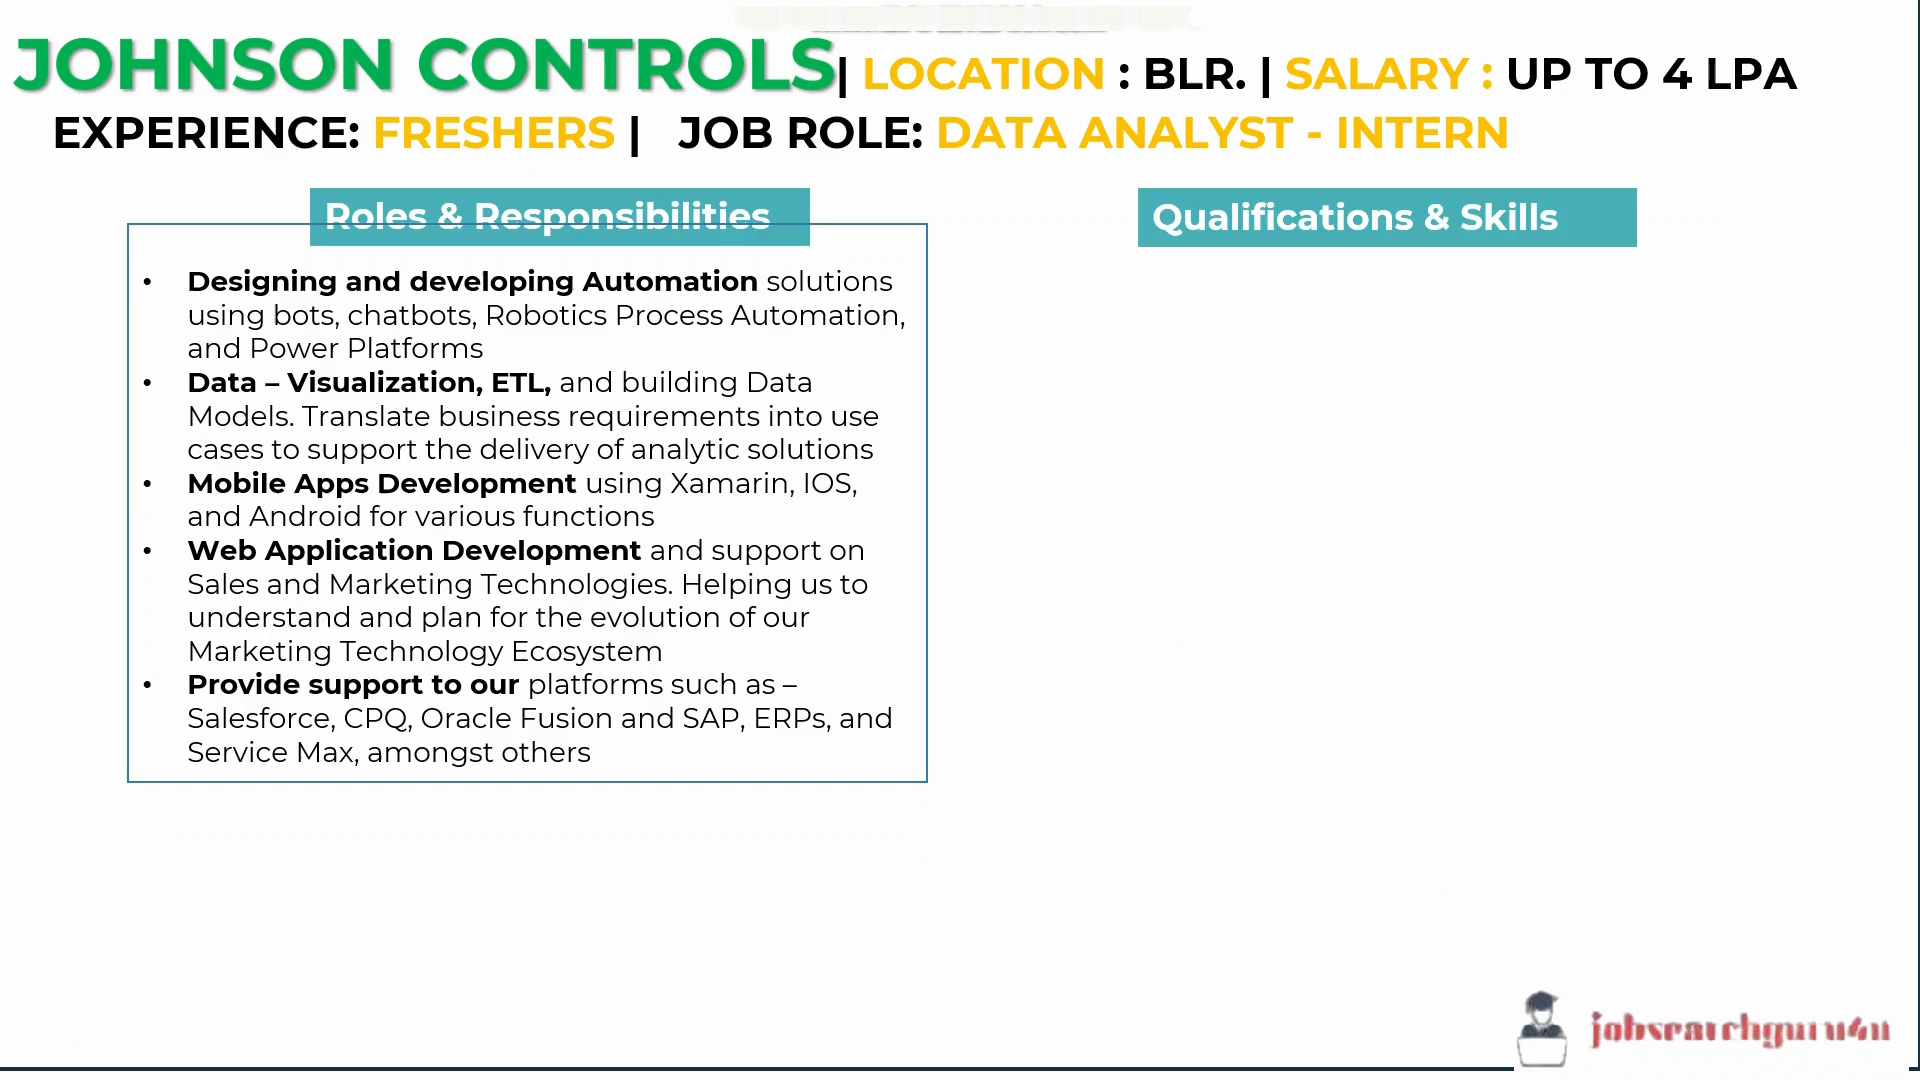 JOHNSON CONTROLS| LOCATION : BLR. | SALARY : UP TO 4 LPA
EXPERIENCE: FRESHERS | JOB ROLE: DATA ANALYST - INTERN
Roles & Responsibilities
• Designing and developing Automation solutions
using bots, chatbots, Robotics Process Automation,
and Power Platforms
• Data – Visualization, ETL, and building Data
Models. Translate business requirements into use
cases to support the delivery of analytic solutions
• Mobile Apps Development using Xamarin, IOS,
and Android for various functions
• Web Application Development and support on
Sales and Marketing Technologies. Helping us to
understand and plan for the evolution of our
Marketing Technology Ecosystem
• Provide support to our platforms such as –
Salesforce, CPQ, Oracle Fusion and SAP, ERPs, and
Service Max, amongst others
Qualifications & Skills
jobsearchguru4u